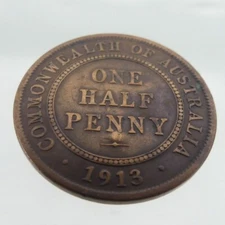 COMMONWEALTH OF AUSTRALIA
ONE
HALF
PENNY
1913